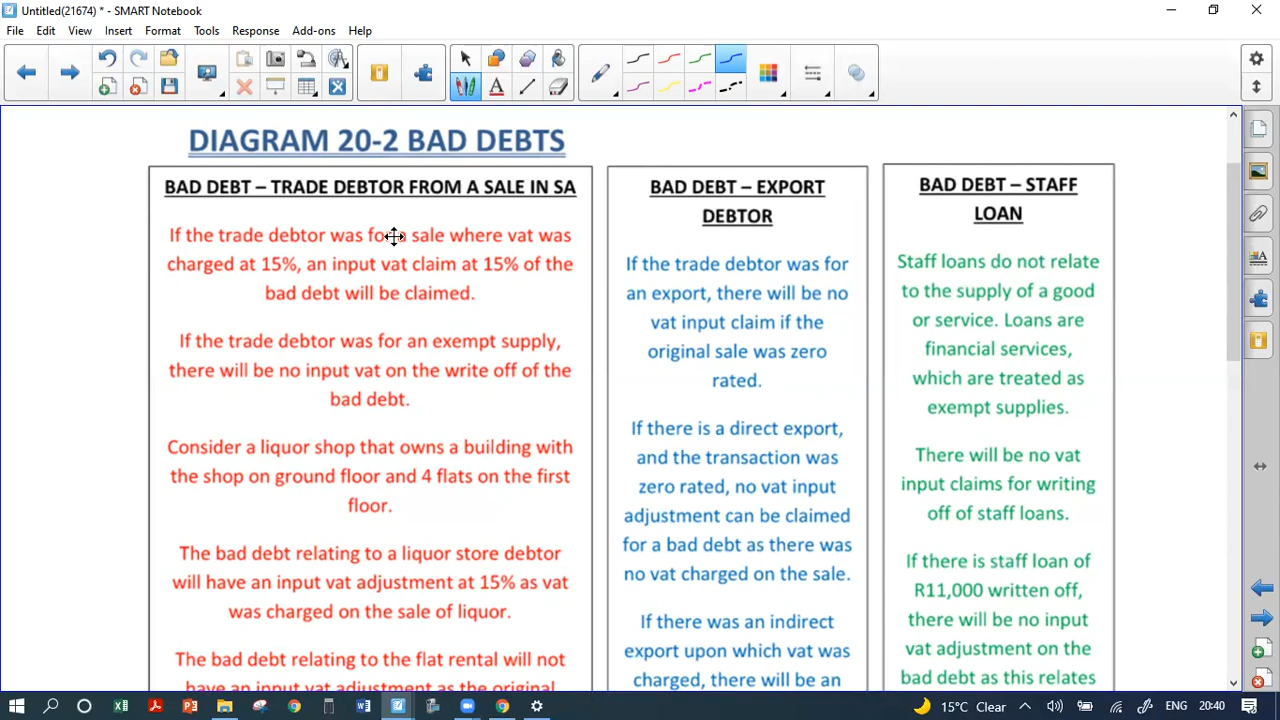 Untitled(21674) * - SMART Notebook
File Edit View Insert Format Tools Response Add-ons Help
DIAGRAM 20-2 BAD DEBTS
BAD DEBT – TRADE DEBTOR FROM A SALE IN SA
If the trade debtor was for a sale where vat was
charged at 15%, an input vat claim at 15% of the
bad debt will be claimed.
If the trade debtor was for an exempt supply,
there will be no input vat on the write off of the
bad debt.
Consider a liquor shop that owns a building with
the shop on ground floor and 4 flats on the first
floor.
The bad debt relating to a liquor store debtor
will have an input vat adjustment at 15% as vat
was charged on the sale of liquor.
The bad debt relating to the flat rental will not
have an input vat adjustment as the original
BAD DEBT – EXPORT
DEBTOR
If the trade debtor was for
an export, there will be no
vat input claim if the
original sale was zero
rated.
If there is a direct export,
and the transaction was
zero rated, no vat input
adjustment can be claimed
for a bad debt as there was
no vat charged on the sale.
If there was an indirect
export upon which vat was
charged, there will be an
BAD DEBT – STAFF
LOAN
Staff loans do not relate
to the supply of a good
or service. Loans are
financial services,
which are treated as
exempt supplies.
There will be no vat
input claims for writing
off of staff loans.
If there is staff loan of
R11,000 written off,
there will be no input
vat adjustment on the
bad debt as this relates
15°C Clear ENG 20:40